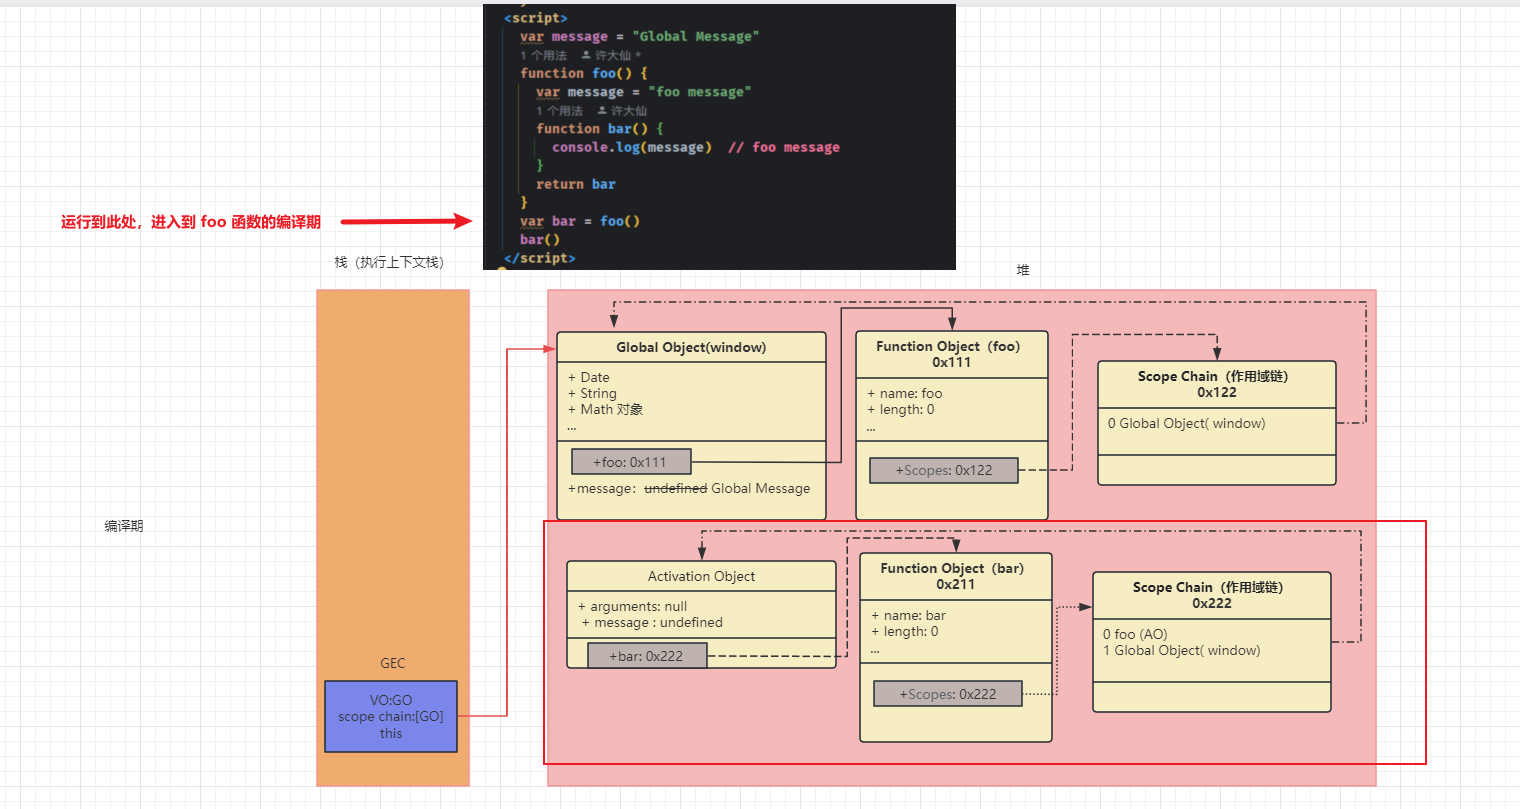 <script>
var message = "Global Message"
1 个用法 许大仙 *
function foo() {
var message = "foo message"
1 个用法 许大仙
function bar() {
console.log(message) // foo message
}
return bar
}
var bar = foo()
bar()
</script>
运行到此处，进入到 foo 函数的编译期
栈（执行上下文栈）
堆
编译期
GEC
VO:GO
scope chain:[GO]
this
Global Object(window)
+ Date
+ String
+ Math 对象
...
+foo: 0x111
+message：undefined Global Message
Function Object（foo）
0x111
+ name: foo
+ length: 0
...
+Scopes: 0x122
Scope Chain（作用域链）
0x122
0 Global Object( window)
Activation Object
+ arguments: null
+ message : undefined
+bar: 0x222
Function Object（bar）
0x211
+ name: bar
+ length: 0
...
+Scopes: 0x222
Scope Chain（作用域链）
0x222
0 foo (AO)
1 Global Object( window)